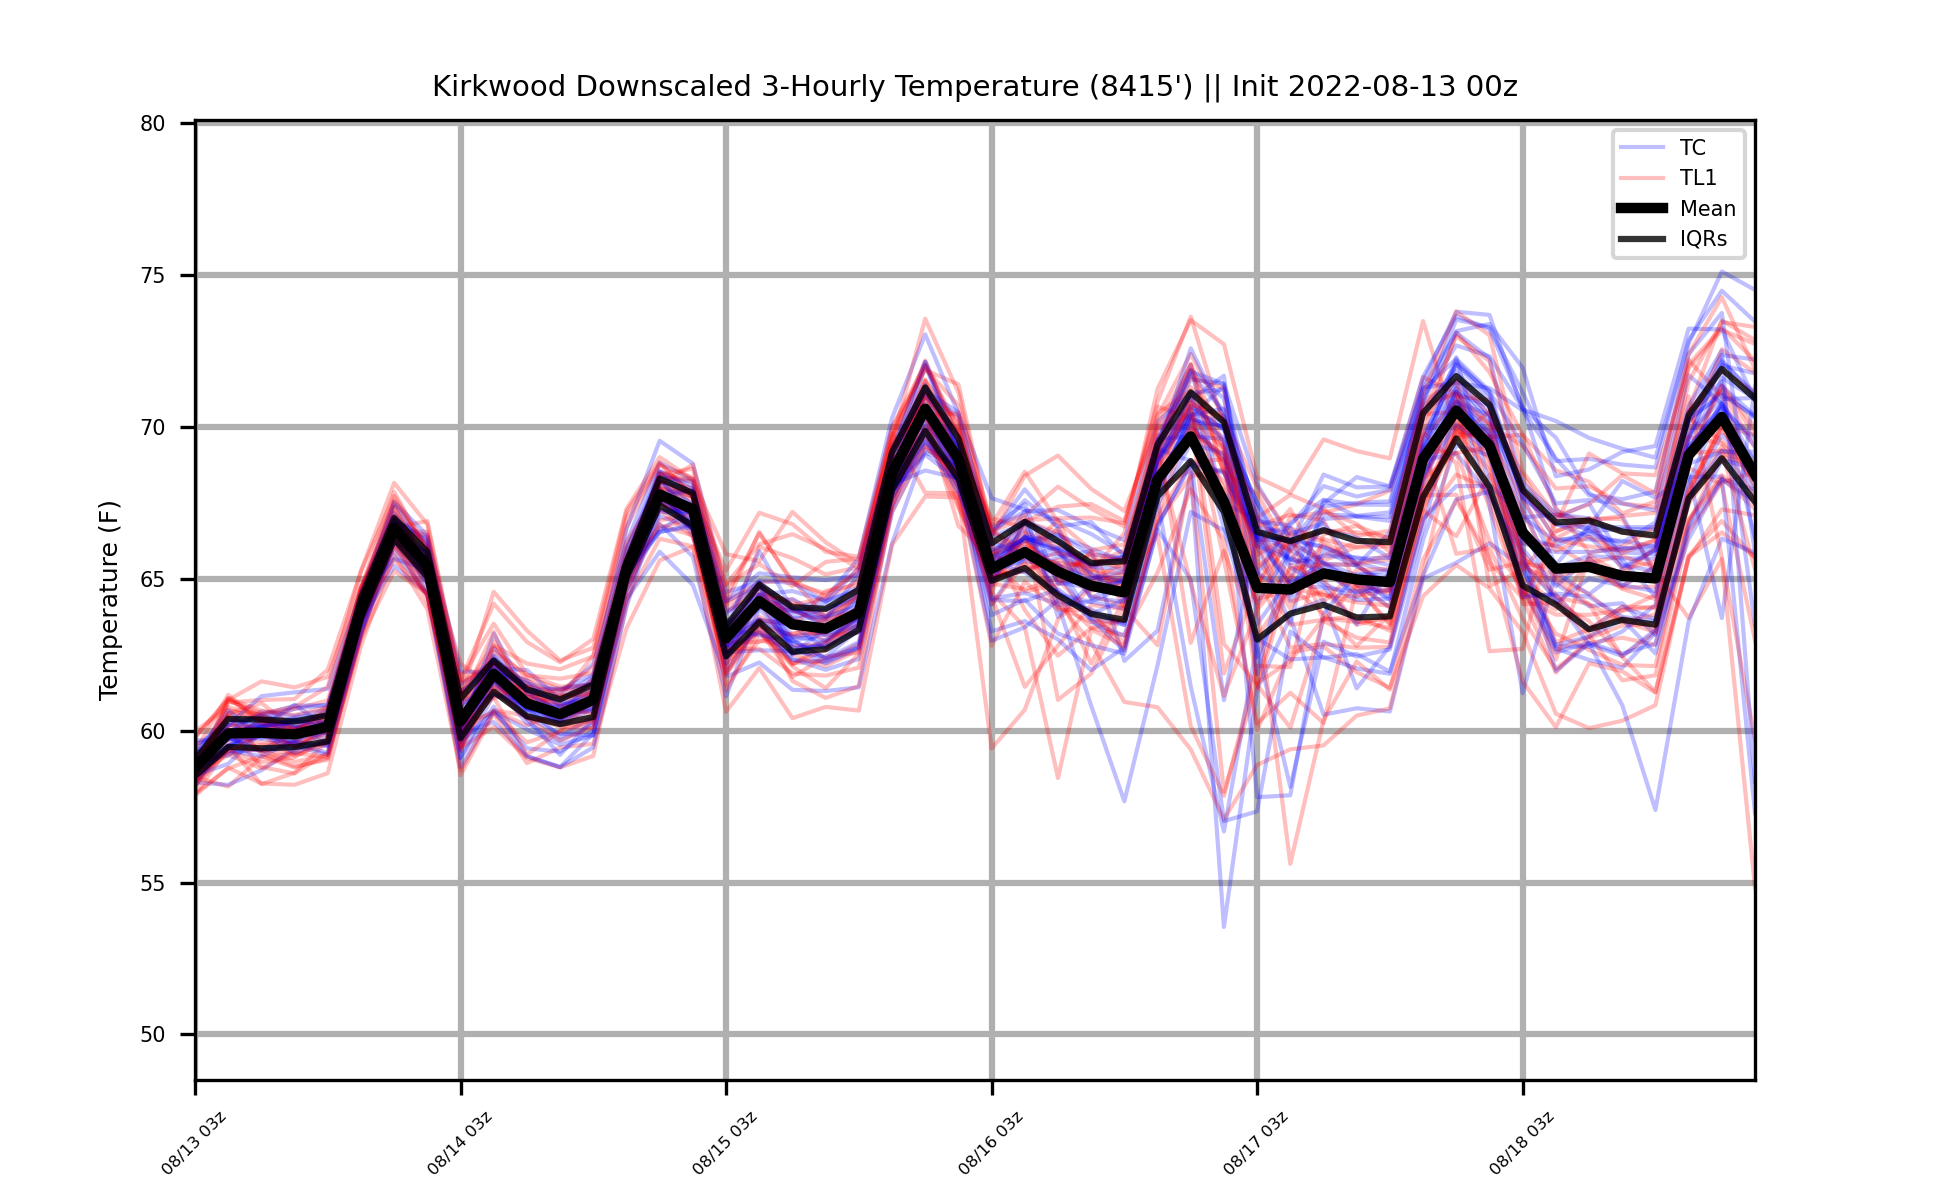 Kirkwood Downscaled 3-Hourly Temperature (8415') || Init 2022-08-13 00z
TC
TL1
Mean
IQRs
Temperature (F)
80
75
70
65
60
55
50
08/13 03z
08/14 03z
08/15 03z
08/16 03z
08/17 03z
08/18 03z